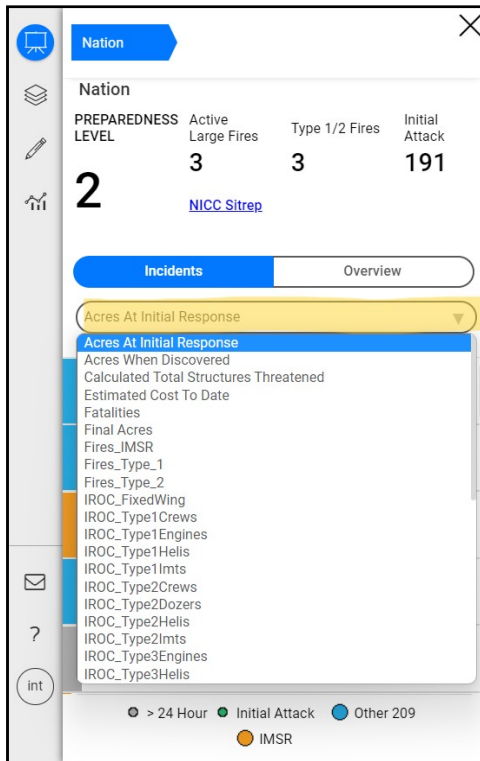 Nation
Nation
PREPAREDNESS LEVEL
2
Active Large Fires
3
NICC Sitrep
Type 1/2 Fires
3
Initial Attack
191
Incidents
Overview
Acres At Initial Response
Acres At Initial Response
Acres When Discovered
Calculated Total Structures Threatened
Estimated Cost To Date
Fatalities
Final Acres
Fires_IMSR
Fires_Type_1
Fires_Type_2
IROC_FixedWing
IROC_Type1Crews
IROC_Type1Engines
IROC_Type1Helis
IROC_Type1Imts
IROC_Type2Crews
IROC_Type2Dozers
IROC_Type2Helis
IROC_Type2Imts
IROC_Type3Engines
IROC_Type3Helis
?
int
> 24 Hour
Initial Attack
Other 209
IMSR